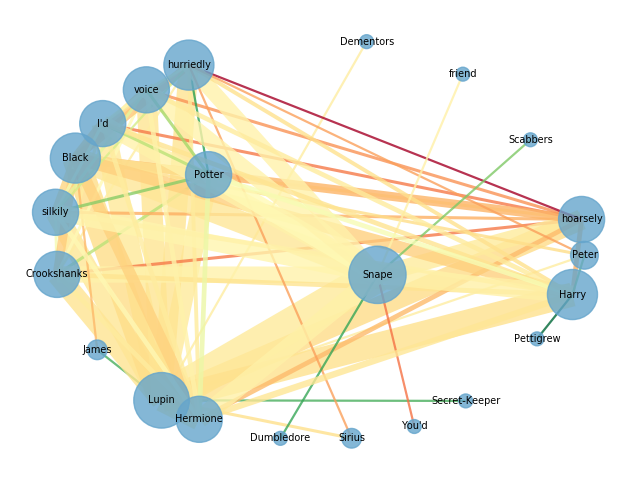 Dementors
hurriedly
friend
voice
I'd
Scabbers
Black
Potter
silkily
hoarsely
Peter
Crookshanks
Snape
Harry
Pettigrew
James
Lupin
Secret-Keeper
Hermione
You'd
Dumbledore
Sirius